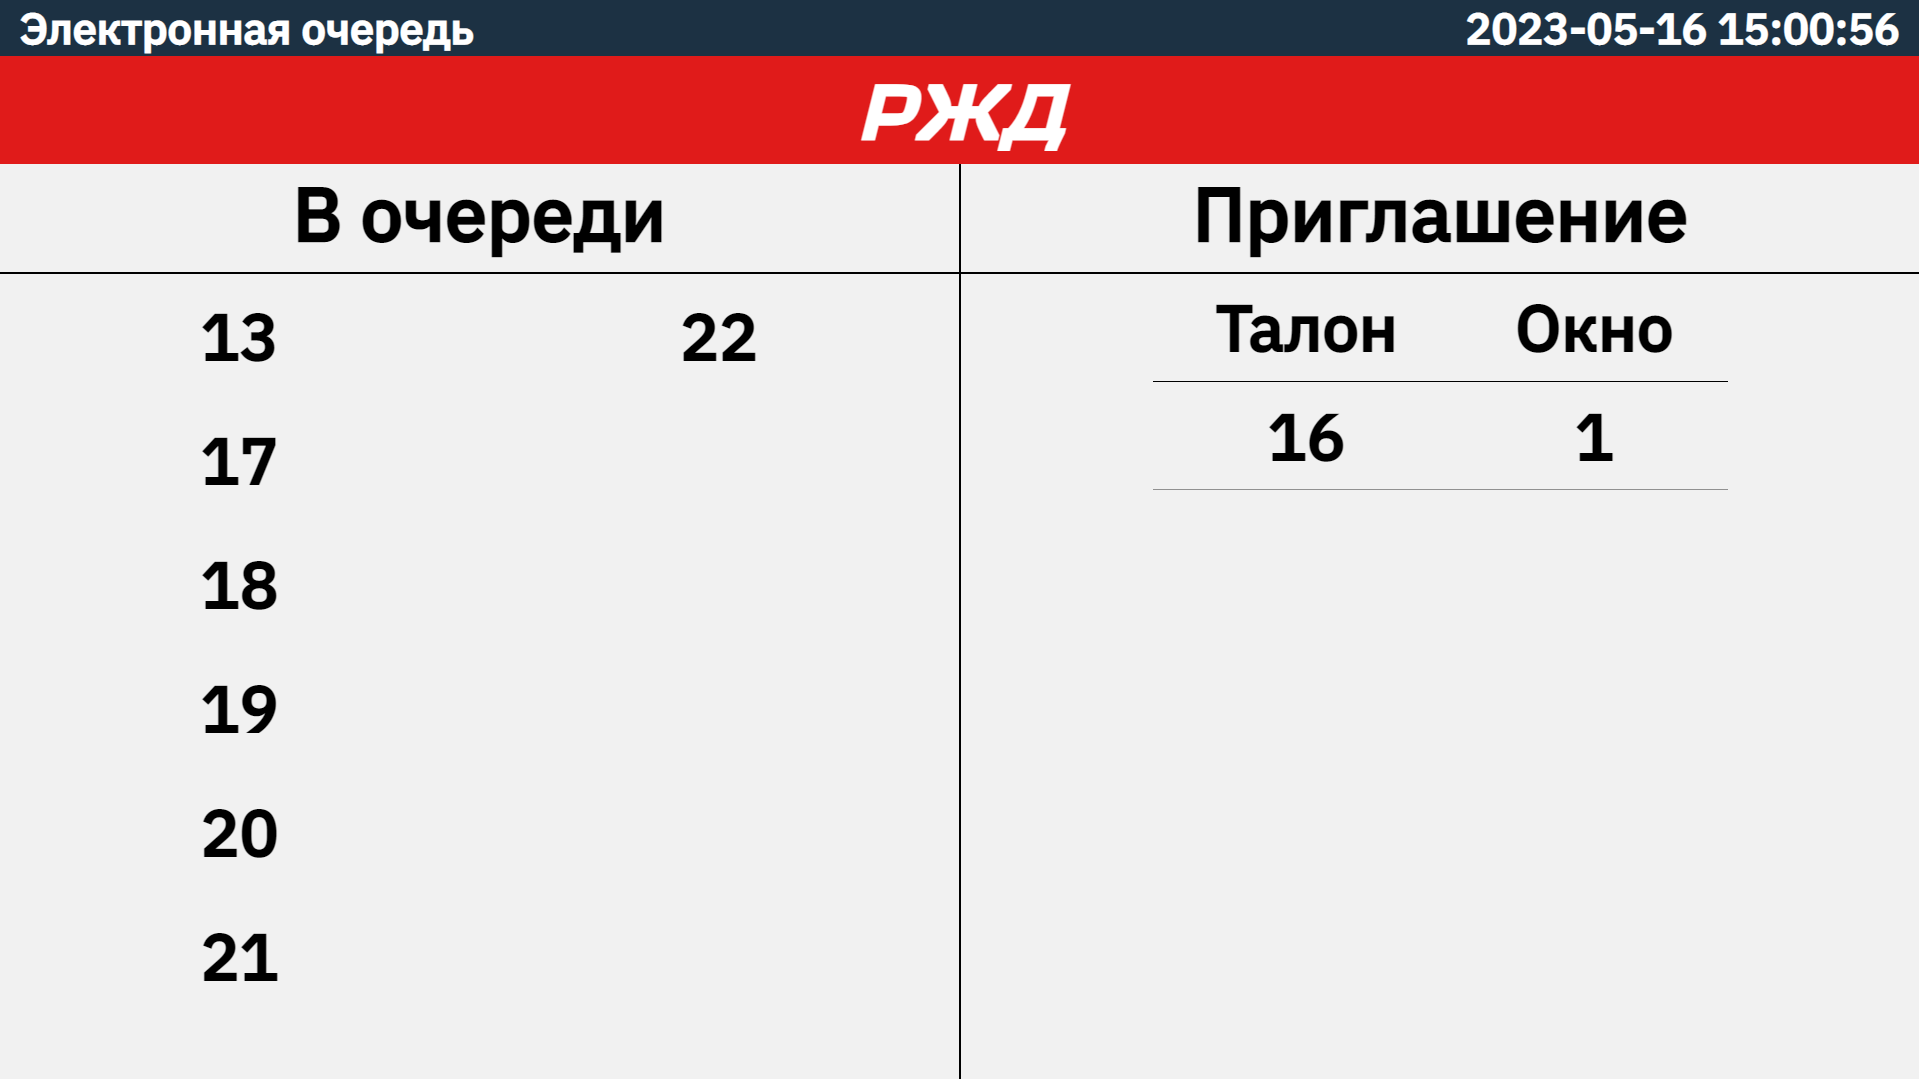 Электронная очередь
2023-05-16 15:00:56
РЖД
В очереди
13
17
18
19
20
21
22
Приглашение
Талон Окно
16 1